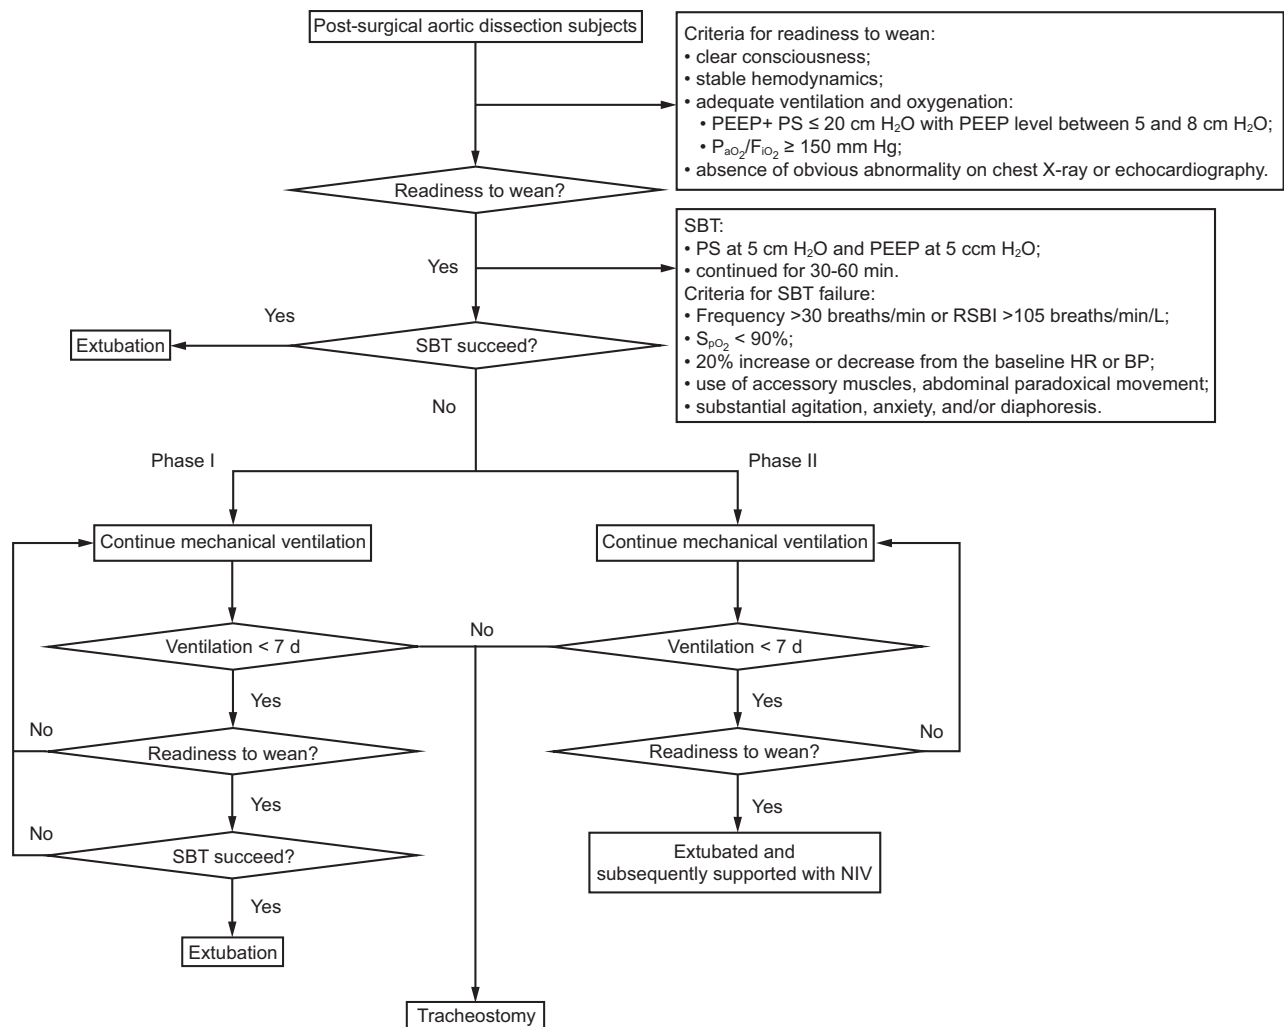 Post-surgical aortic dissection subjects
Criteria for readiness to wean:
• clear consciousness;
• stable hemodynamics;
• adequate ventilation and oxygenation:
• PEEP+ PS ≤ 20 cm H₂O with PEEP level between 5 and 8 cm H₂O;
• PaO₂/FiO₂ ≥ 150 mm Hg;
• absence of obvious abnormality on chest X-ray or echocardiography.
Readiness to wean?
Yes
SBT:
• PS at 5 cm H₂O and PEEP at 5 ccm H₂O;
• continued for 30-60 min.
Criteria for SBT failure:
• Frequency >30 breaths/min or RSBI >105 breaths/min/L;
• SpO₂ < 90%;
• 20% increase or decrease from the baseline HR or BP;
• use of accessory muscles, abdominal paradoxical movement;
• substantial agitation, anxiety, and/or diaphoresis.
SBT succeed?
Yes
Extubation
No
Phase I
Phase II
Continue mechanical ventilation
Continue mechanical ventilation
Ventilation < 7 d
No
Ventilation < 7 d
Yes
Yes
No
Readiness to wean?
Readiness to wean?
No
Yes
Yes
No
SBT succeed?
Extubated and
subsequently supported with NIV
Yes
Extubation
Tracheostomy